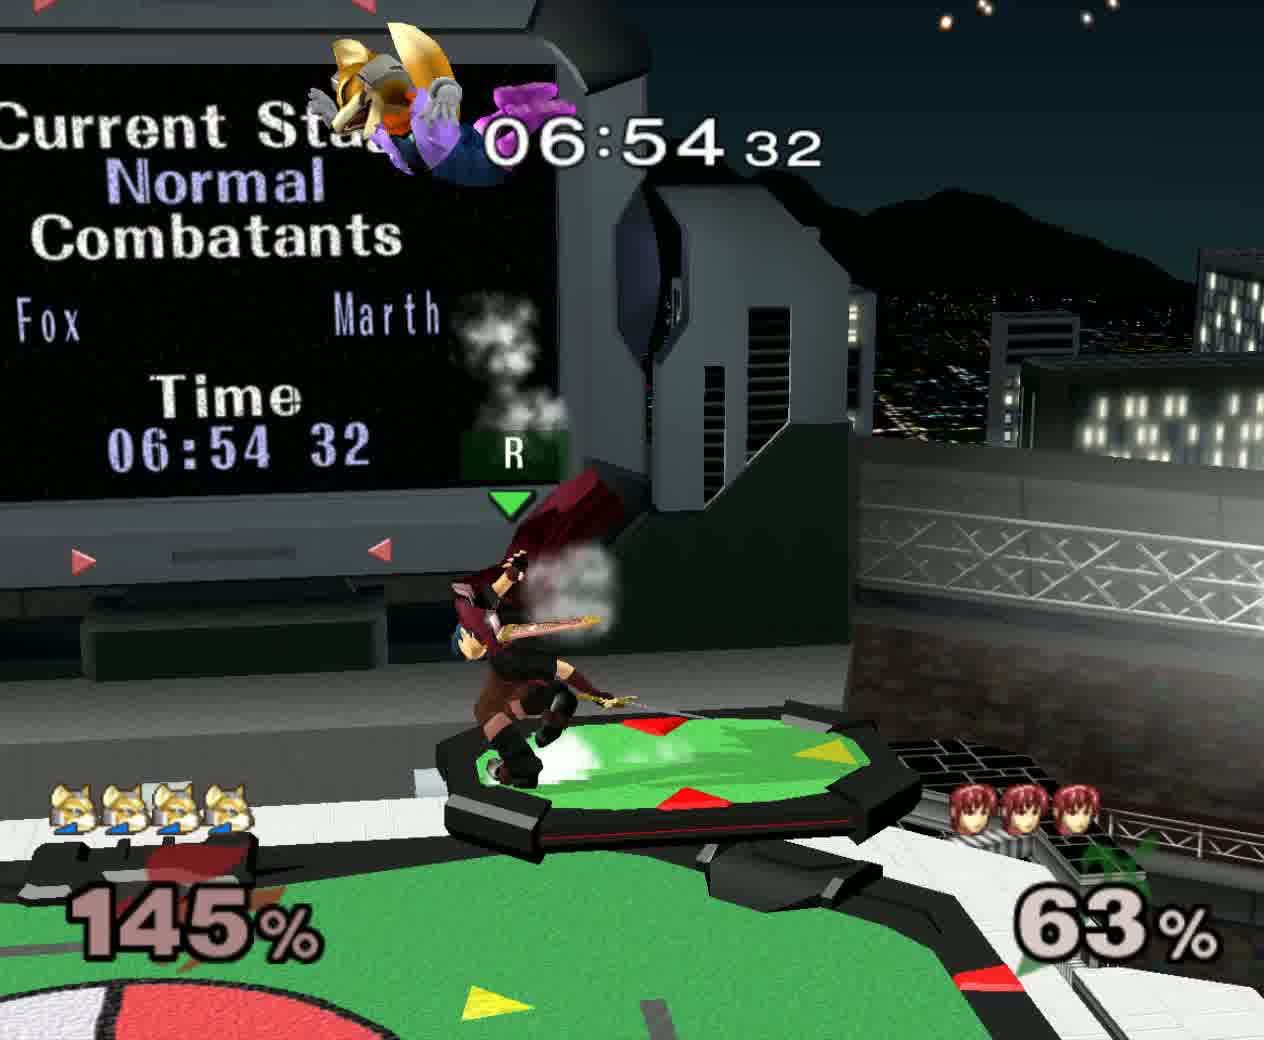 Current Sta
Normal
Combatants
Fox Marth
Time
06:54 32
06:54 32
R
145%
63%